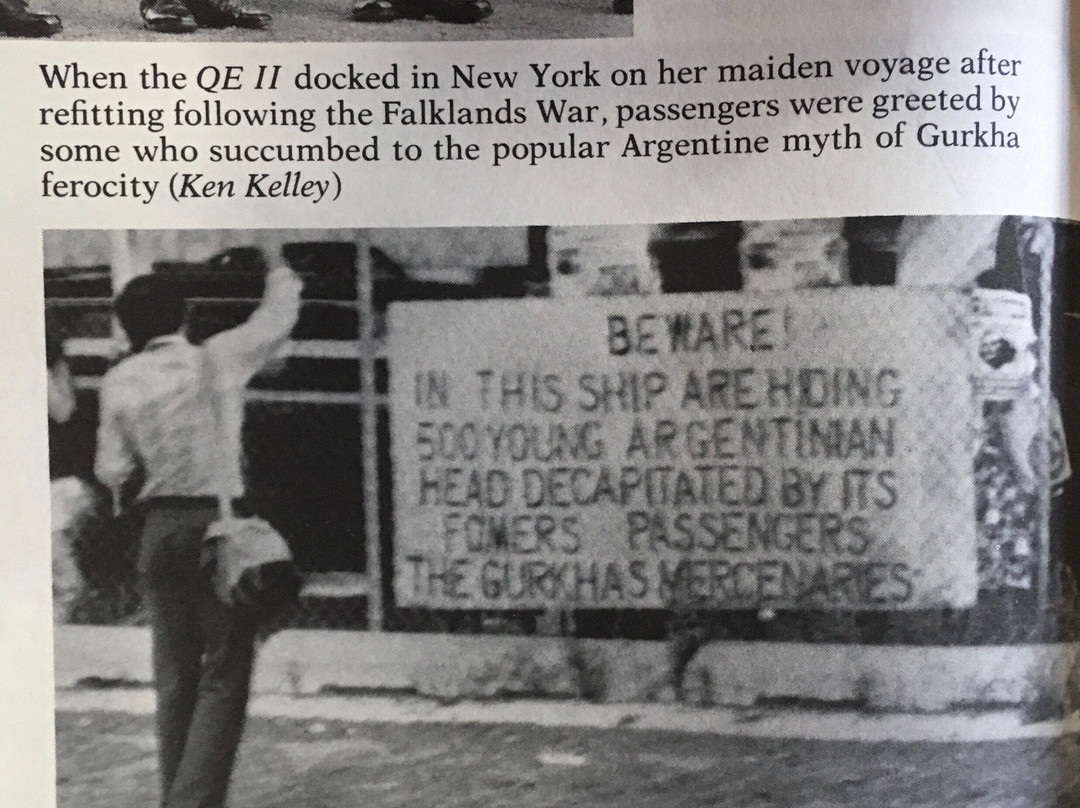 When the QE II docked in New York on her maiden voyage after
refitting following the Falklands War, passengers were greeted by
some who succumbed to the popular Argentine myth of Gurkha
ferocity (Ken Kelley)
BEWARE!
IN THIS SHIP ARE HIDING
500 YOUNG ARGENTINIAN
HEAD DECAPITATED BY ITS
FOMERS PASSENGERS
THE GURKHAS MERCENARIES